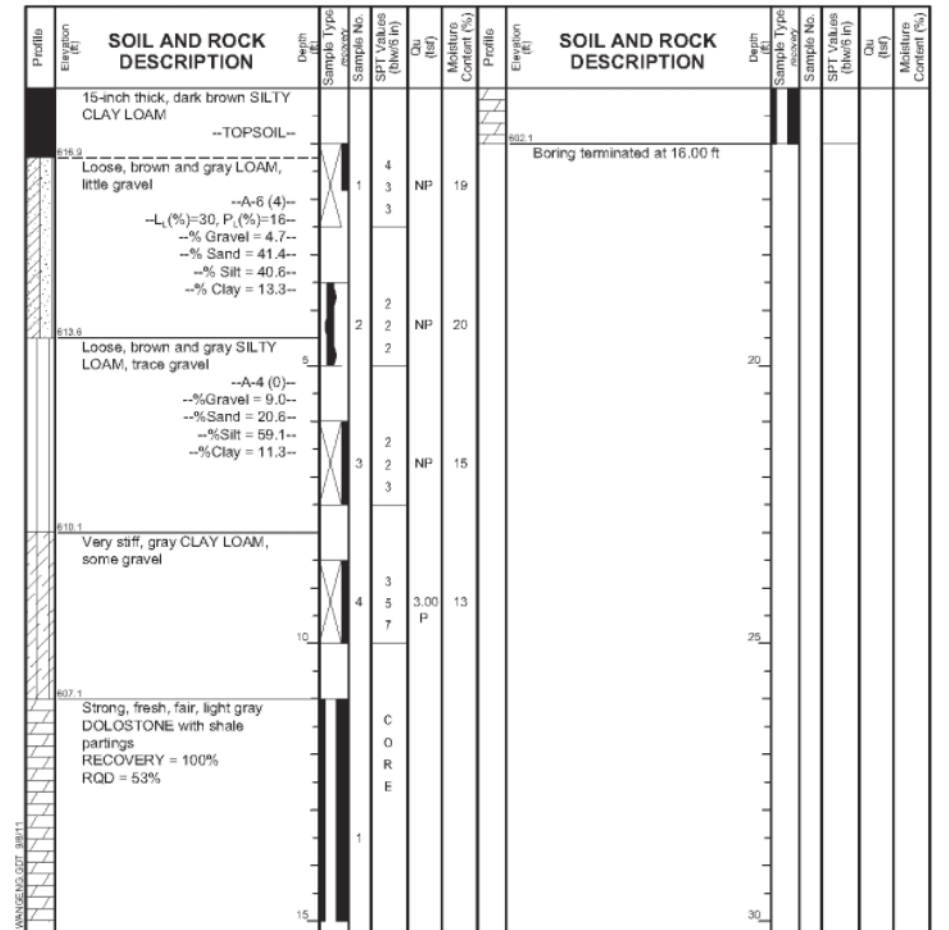 Profile
Elevation
(ft)
SOIL AND ROCK
DESCRIPTION
Depth
(ft)
Sample Type
recovery
Sample No.
SPT Values
(blw/6 in)
Qu
(tsf)
Moisture
Content (%)
Profile
Elevation
(ft)
SOIL AND ROCK
DESCRIPTION
Depth
(ft)
Sample Type
recovery
Sample No.
SPT Values
(blw/6 in)
Qu
(tsf)
Moisture
Content (%)
15-inch thick, dark brown SILTY
CLAY LOAM
--TOPSOIL--
616.9
Loose, brown and gray LOAM,
little gravel
--A-6 (4)--
--LL(%)=30, PL(%)=16--
--% Gravel = 4.7--
--% Sand = 41.4--
--% Silt = 40.6--
--% Clay = 13.3--
1
4
3
3
NP
19
2
2
2
2
NP
20
613.6
Loose, brown and gray SILTY
LOAM, trace gravel
5
--A-4 (0)--
--%Gravel = 9.0--
--%Sand = 20.6--
--%Silt = 59.1--
--%Clay = 11.3--
3
2
2
3
NP
15
610.1
Very stiff, gray CLAY LOAM,
some gravel
4
3
5
7
3.00
P
13
10
607.1
Strong, fresh, fair, light gray
DOLOSTONE with shale
partings
RECOVERY = 100%
RQD = 53%
C
O
R
E
1
15
WANGENG.GDT 9/8/11
602.1
Boring terminated at 16.00 ft
20
25
30